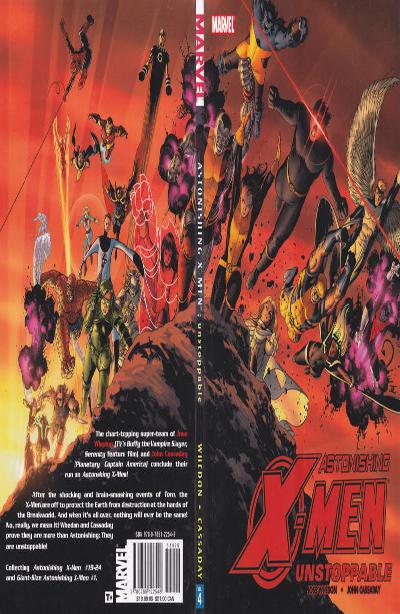 MARVEL
ASTONISHING
X-MEN
UNSTOPPABLE
JOSS WHEDON • JOHN CASSADAY
MARVEL
ASTONISHING X MEN : unstoppable
WHEDON • CASSADAY
4
The chart-topping super-team of Joss
Whedon (TV's Buffy the Vampire Slayer,
Serenity feature film) and John Cassaday
(Planetary, Captain America) conclude their
run on Astonishing X-Men!
After the shocking and brain-smashing events of Torn, the
X-Men are off to protect the Earth from destruction at the hands of
the Breakworld. And when it's all over, nothing will ever be the same!
No, really, we mean it! Whedon and Cassaday
prove they are more than Astonishing: They
are unstoppable!
Collecting Astonishing X-Men #19-24
and Giant-Size Astonishing X-Men #1.
MARVEL